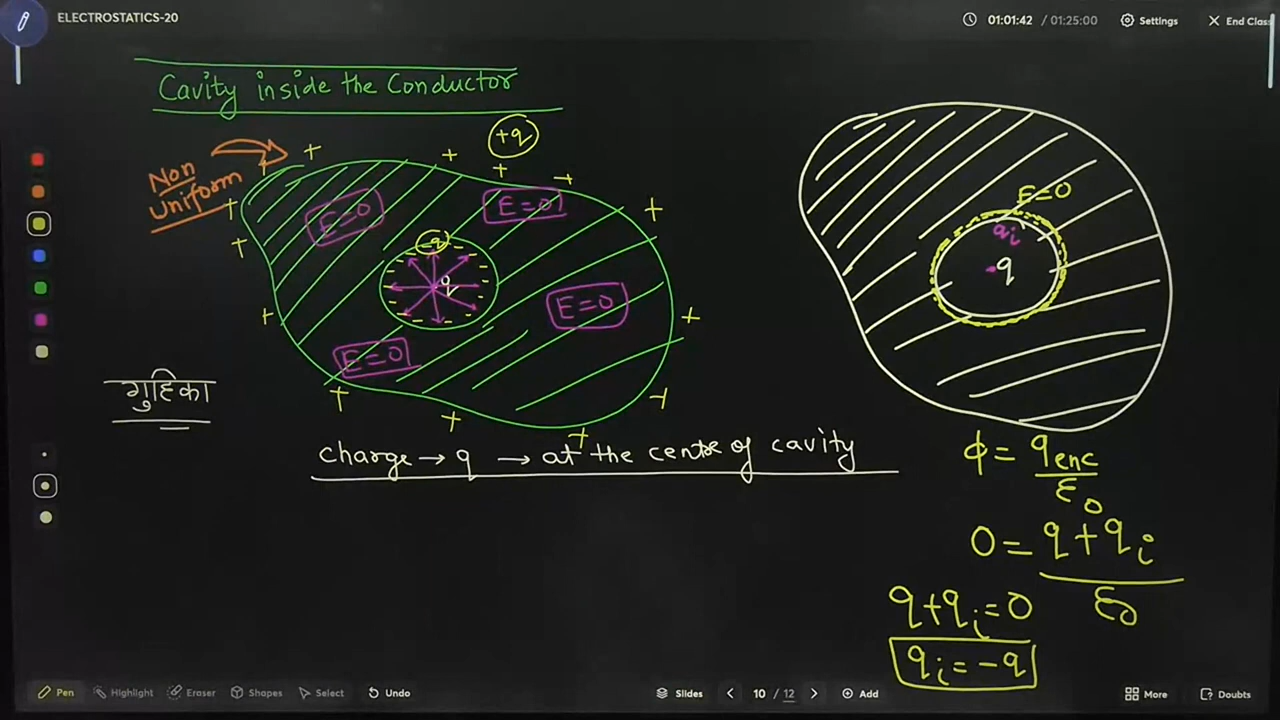 ELECTROSTATICS-20
01:01:42 / 01:25:00
Settings
End Class
Cavity inside the Conductor
+q
Non
uniform
E=0
E=0
-q
q
E=0
E=0
गुहिका
charge → q → at the centre of cavity
E=0
qi
q
ϕ = qenc/ε0
0 = q+qi/ε0
q+qi=0
qi=-q
Pen
Highlight
Eraser
Shapes
Select
Undo
Slides
10 / 12
Add
More
Doubts